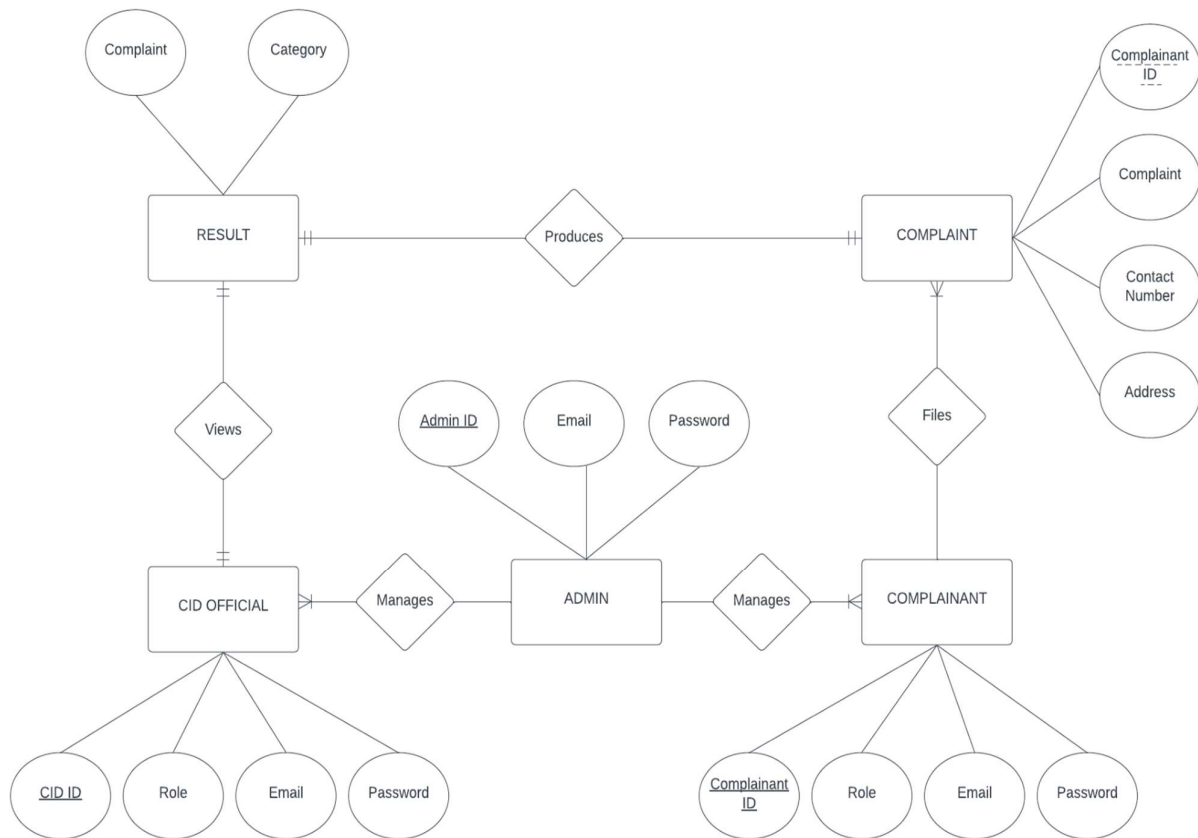 Complaint
Category
Complainant
ID
RESULT
Produces
COMPLAINT
Complaint
Contact
Number
Address
Views
Admin ID
Email
Password
Files
CID OFFICIAL
Manages
ADMIN
Manages
COMPLAINANT
CID ID
Role
Email
Password
Complainant
ID
Role
Email
Password